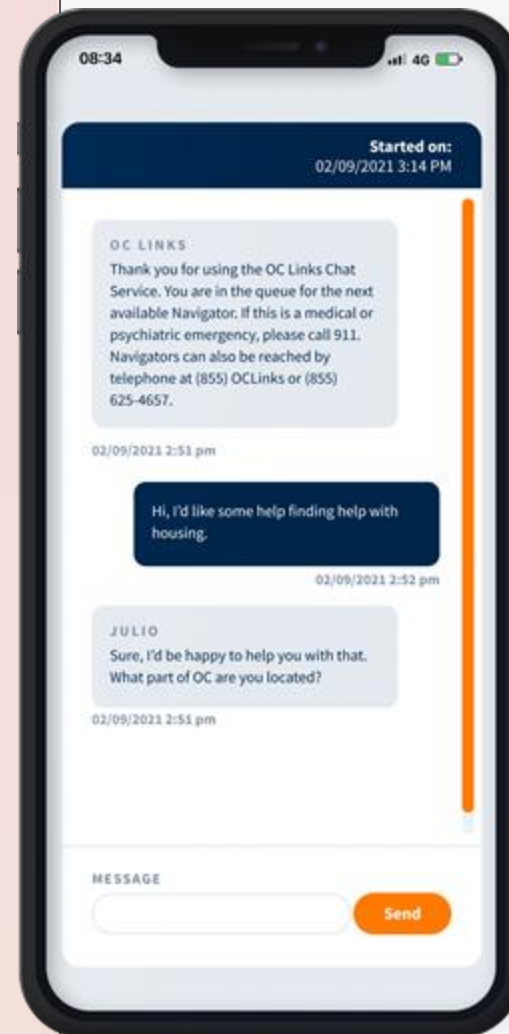 08:34
4G
Started on:
02/09/2021 3:14 PM
OC LINKS
Thank you for using the OC Links Chat
Service. You are in the queue for the next
available Navigator. If this is a medical or
psychiatric emergency, please call 911.
Navigators can also be reached by
telephone at (855) OCLinks or (855)
625-4657.
02/09/2021 2:51 pm
Hi, I'd like some help finding help with
housing.
02/09/2021 2:52 pm
JULIO
Sure, I'd be happy to help you with that.
What part of OC are you located?
02/09/2021 2:51 pm
MESSAGE
Send